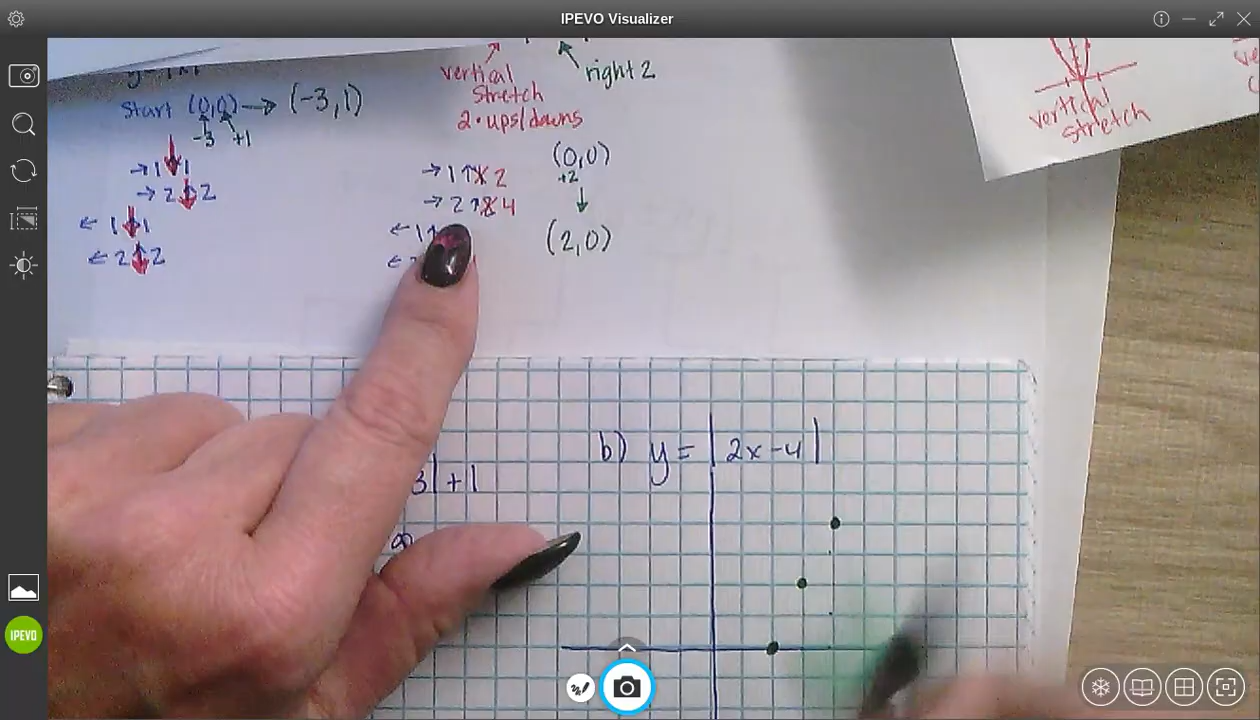 IPEVO Visualizer
vertical
stretch
2 • ups/downs
right 2
Start (0,0) → (-3,1)
-3 +1
→ 1 ↓ 1
→ 2 ↓ 2
← 1 ↓ 1
← 2 ↓ 2
→ 1 ↑ 2
→ 2 ↑ 4
← 1 ↑
←
(0,0)
+2
↓
(2,0)
vertical
stretch
3| + 1
b) y = |2x-4|
IPEVO